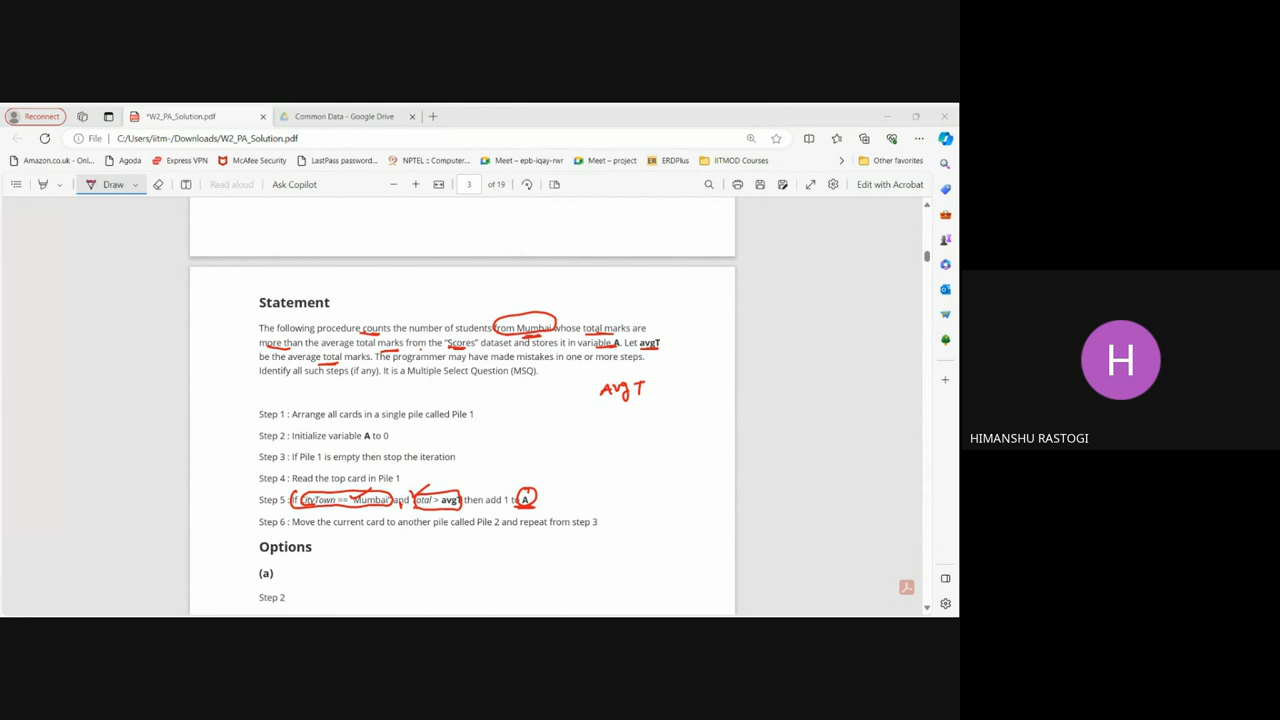 Reconnect
*W2_PA_Solution.pdf
Common Data - Google Drive
File
C:/Users/iitm-/Downloads/W2_PA_Solution.pdf
Amazon.co.uk - Onl...
Agoda
Express VPN
McAfee Security
LastPass password...
NPTEL :: Computer...
Meet – epb-iqay-rwr
Meet – project
ER ERDPlus
IITMOD Courses
Other favorites
Draw
Read aloud
Ask Copilot
3 of 19
Edit with Acrobat
Statement
The following procedure counts the number of students from Mumbai whose total marks are
more than the average total marks from the "Scores" dataset and stores it in variable A. Let avgT
be the average total marks. The programmer may have made mistakes in one or more steps.
Identify all such steps (if any). It is a Multiple Select Question (MSQ).
Avg T
Step 1 : Arrange all cards in a single pile called Pile 1
Step 2 : Initialize variable A to 0
Step 3 : If Pile 1 is empty then stop the iteration
Step 4 : Read the top card in Pile 1
Step 5 : If CityTown == "Mumbai" and Total > avgT then add 1 to A
Step 6 : Move the current card to another pile called Pile 2 and repeat from step 3
Options
(a)
Step 2
H
HIMANSHU RASTOGI